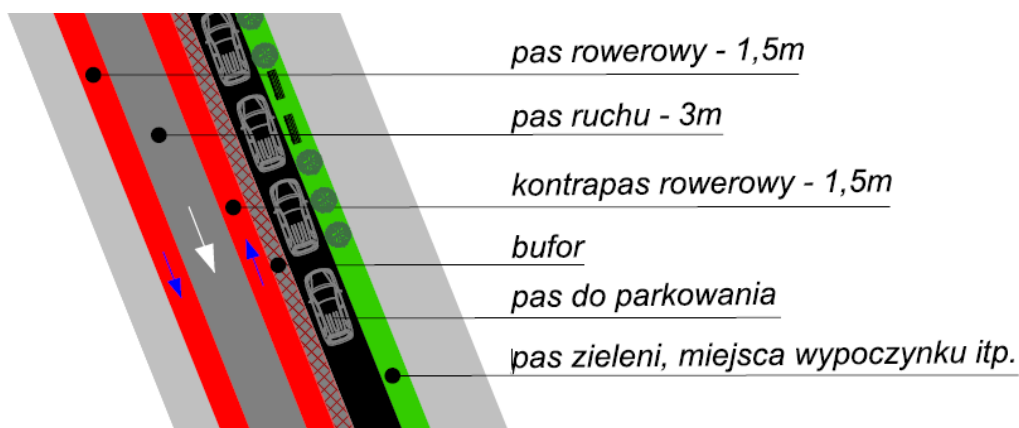 pas rowerowy - 1,5m
pas ruchu - 3m
kontrapas rowerowy - 1,5m
bufor
pas do parkowania
pas zieleni, miejsca wypoczynku itp.